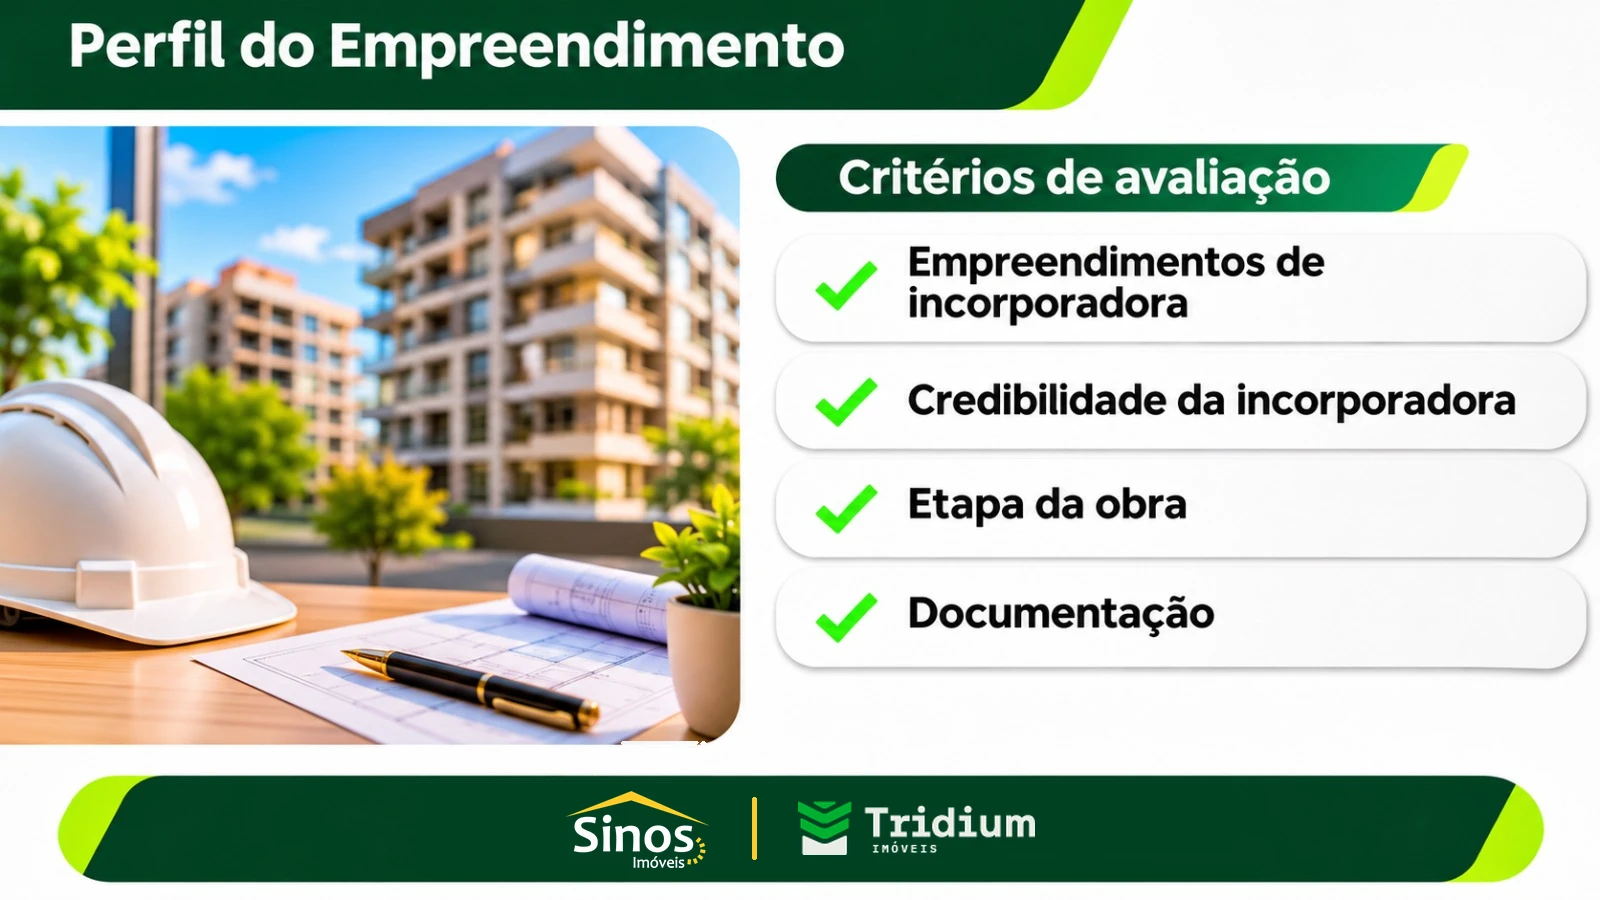 Perfil do Empreendimento
Critérios de avaliação
Empreendimentos de
incorporadora
Credibilidade da incorporadora
Etapa da obra
Documentação
Sinos
Imóveis
Tridium
IMÓVEIS